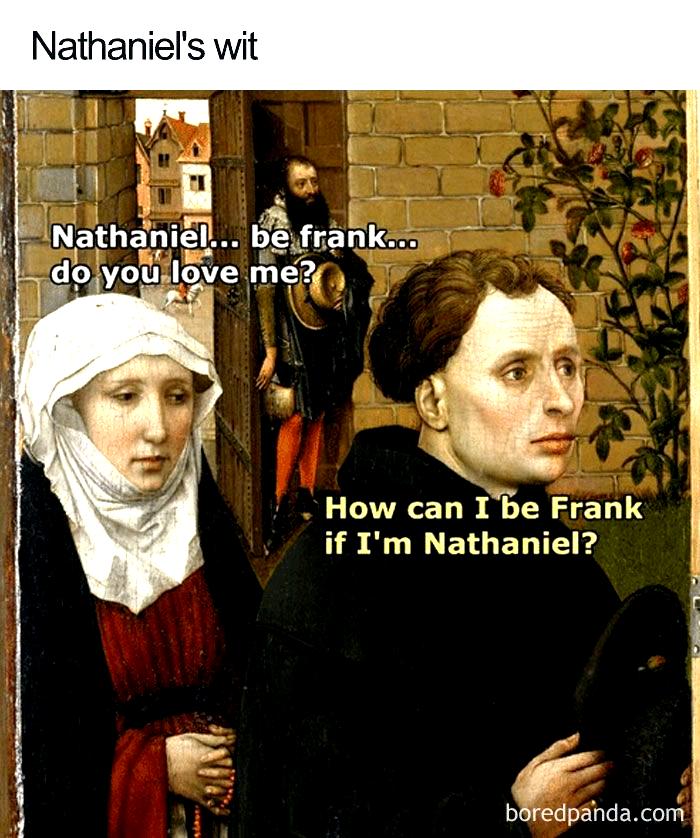 Nathaniel's wit
Nathaniel... be frank...
do you love me?
How can I be Frank
if I'm Nathaniel?
boredpanda.com